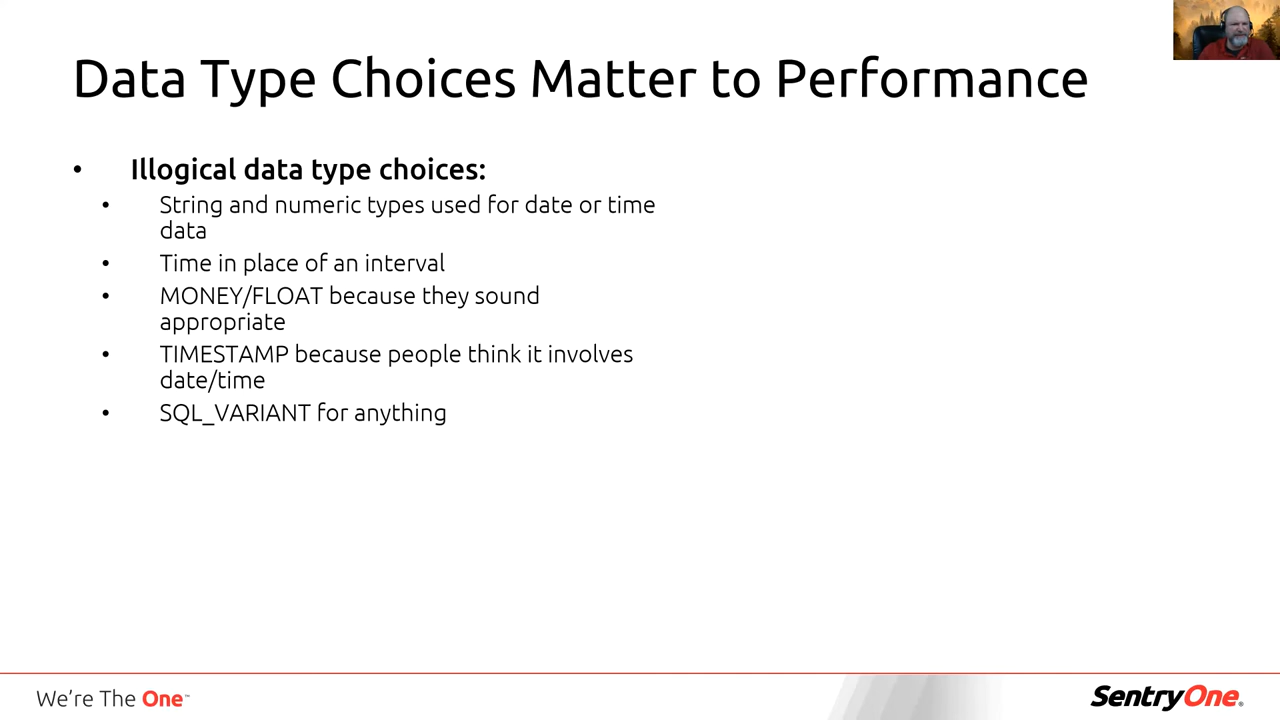 Data Type Choices Matter to Performance
• Illogical data type choices:
• String and numeric types used for date or time
data
• Time in place of an interval
• MONEY/FLOAT because they sound
appropriate
• TIMESTAMP because people think it involves
date/time
• SQL_VARIANT for anything
We're The One™
SentryOne®